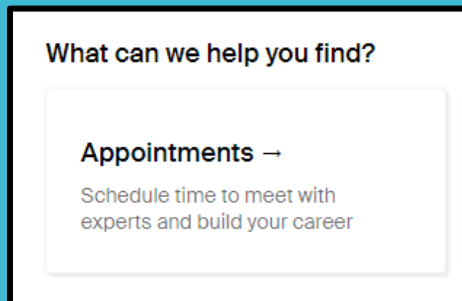 What can we help you find?
Appointments →
Schedule time to meet with
experts and build your career